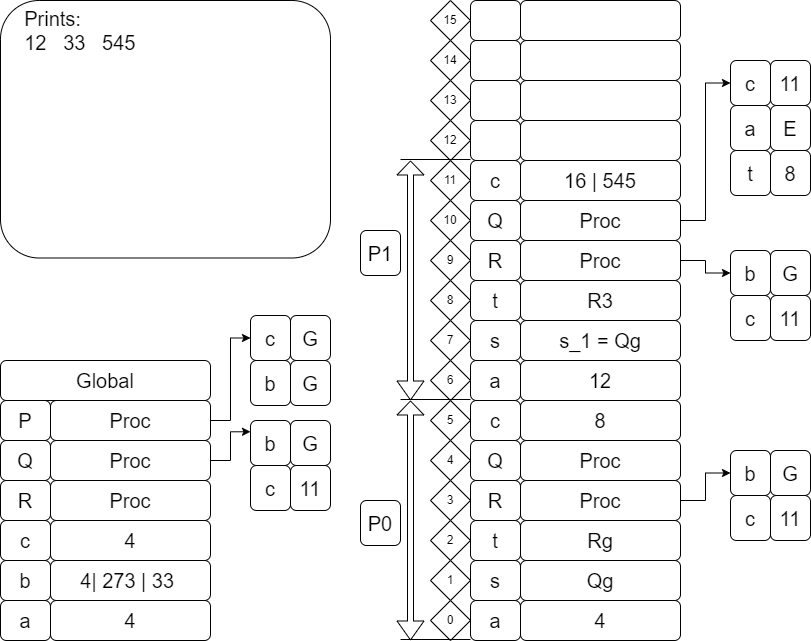 Prints:
12 33 545
Global
P Proc
Q Proc
R Proc
c 4
b 4| 273 | 33
a 4
c G
b G
b G
c 11
P1
P0
15
14
13
12
11 c 16 | 545
10 Q Proc
9 R Proc
8 t R3
7 s s_1 = Qg
6 a 12
5 c 8
4 Q Proc
3 R Proc
2 t Rg
1 s Qg
0 a 4
c 11
a E
t 8
b G
c 11
b G
c 11